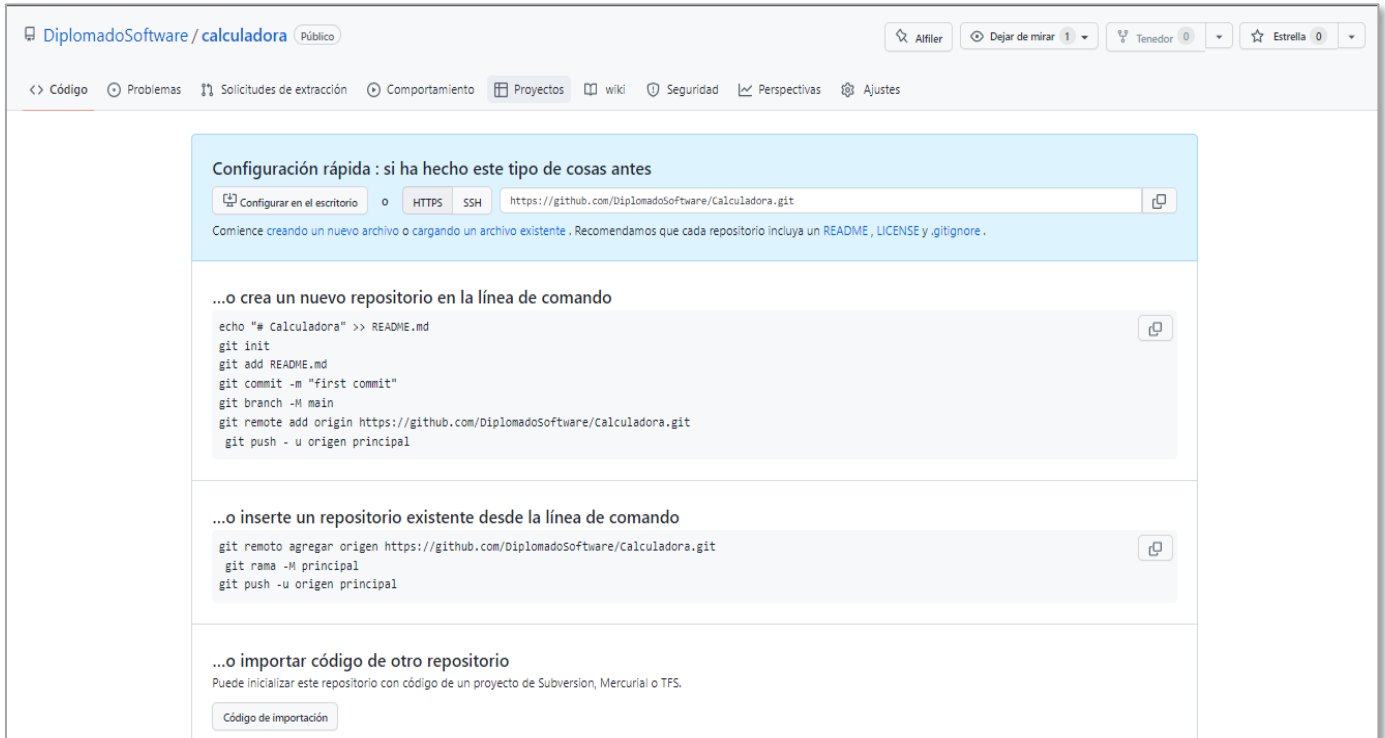 DiplomadoSoftware / calculadora Público
Alfiler Dejar de mirar 1 Tenedor 0 Estrella 0
<> Código Problemas Solicitudes de extracción Comportamiento Proyectos wiki Seguridad Perspectivas Ajustes
Configuración rápida : si ha hecho este tipo de cosas antes
Configurar en el escritorio o HTTPS SSH https://github.com/DiplomadoSoftware/Calculadora.git
Comience creando un nuevo archivo o cargando un archivo existente . Recomendamos que cada repositorio incluya un README , LICENSE y .gitignore .
...o crea un nuevo repositorio en la línea de comando
echo "# Calculadora" >> README.md
git init
git add README.md
git commit -m "first commit"
git branch -M main
git remote add origin https://github.com/DiplomadoSoftware/Calculadora.git
git push - u origen principal
...o inserte un repositorio existente desde la línea de comando
git remoto agregar origen https://github.com/DiplomadoSoftware/Calculadora.git
git rama -M principal
git push -u origen principal
...o importar código de otro repositorio
Puede inicializar este repositorio con código de un proyecto de Subversion, Mercurial o TFS.
Código de importación